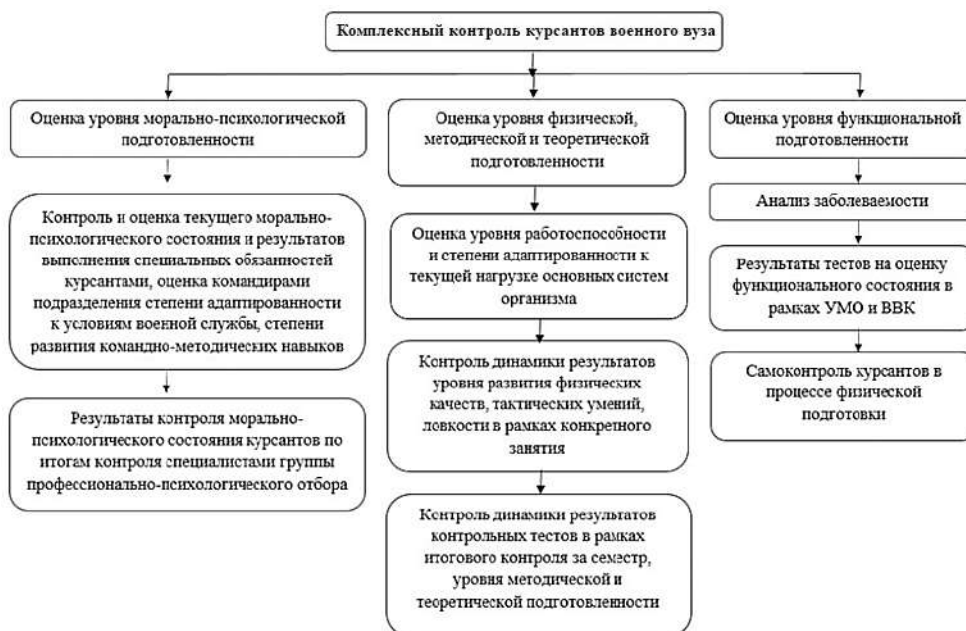 Комплексный контроль курсантов военного вуза
Оценка уровня морально-психологической
подготовленности
Контроль и оценка текущего морально-
психологического состояния и результатов
выполнения специальных обязанностей
курсантами, оценка командирами
подразделения степени адаптированности
к условиям военной службы, степени
развития командно-методических навыков
Результаты контроля морально-
психологического состояния курсантов по
итогам контроля специалистами группы
профессионально-психологического отбора
Оценка уровня физической,
методической и теоретической
подготовленности
Оценка уровня работоспособности
и степени адаптированности к
текущей нагрузке основных систем
организма
Контроль динамики результатов
уровня развития физических
качеств, тактических умений,
ловкости в рамках конкретного
занятия
Контроль динамики результатов
контрольных тестов в рамках
итогового контроля за семестр,
уровня методической и
теоретической подготовленности
Оценка уровня функциональной
подготовленности
Анализ заболеваемости
Результаты тестов на оценку
функционального состояния в
рамках УМО и ВВК
Самоконтроль курсантов в
процессе физической
подготовки